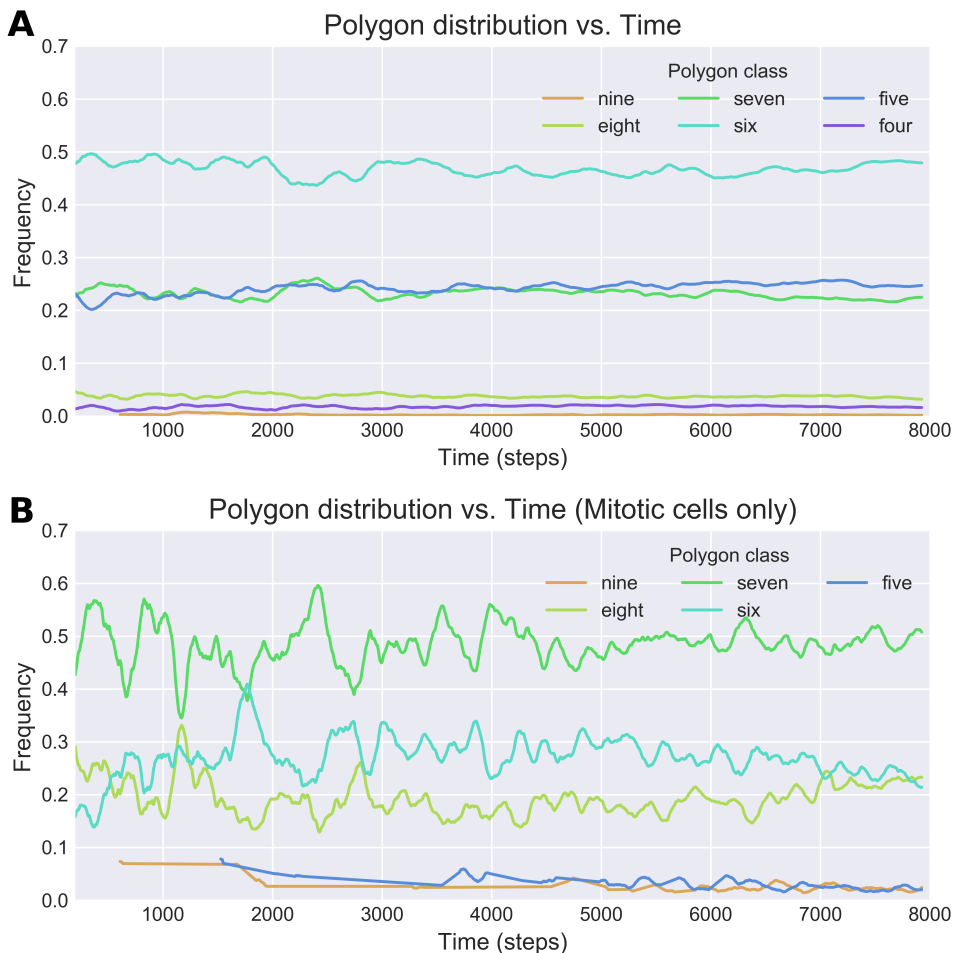 A
Polygon distribution vs. Time
0.7
0.6
0.5
0.4
0.3
0.2
0.1
0.0
Frequency
Polygon class
nine seven five
eight six four
1000 2000 3000 4000 5000 6000 7000 8000
Time (steps)
B
Polygon distribution vs. Time (Mitotic cells only)
0.7
0.6
0.5
0.4
0.3
0.2
0.1
0.0
Frequency
Polygon class
nine seven five
eight six
1000 2000 3000 4000 5000 6000 7000 8000
Time (steps)